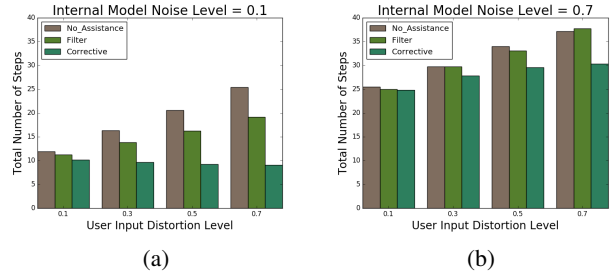 Internal Model Noise Level = 0.1
40
35
30
25
20
15
10
5
0
Total Number of Steps
No_Assistance
Filter
Corrective
0.1 0.3 0.5 0.7
User Input Distortion Level
(a)
Internal Model Noise Level = 0.7
40
35
30
25
20
15
10
5
0
Total Number of Steps
No_Assistance
Filter
Corrective
0.1 0.3 0.5 0.7
User Input Distortion Level
(b)